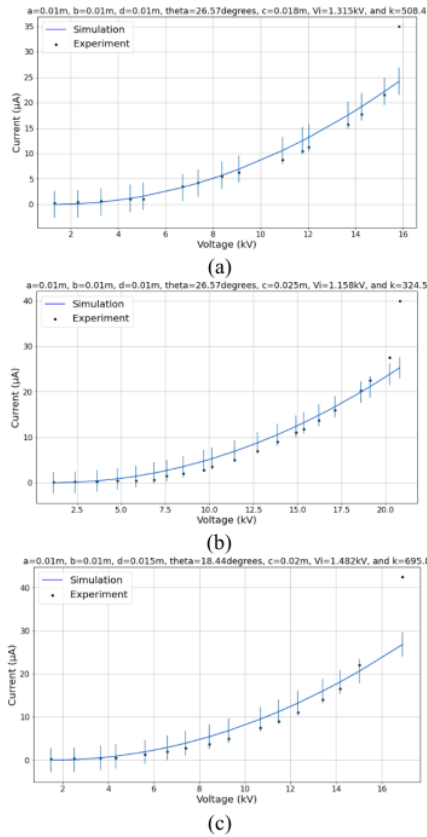 a=0.01m, b=0.01m, d=0.01m, theta=26.57degrees, c=0.018m, Vi=1.315kV, and k=508.4
35
30
25
20
15
10
5
0
Current (μA)
Simulation
Experiment
2 4 6 8 10 12 14 16
Voltage (kV)
(a)
a=0.01m, b=0.01m, d=0.01m, theta=26.57degrees, c=0.025m, Vi=1.158kV, and k=324.5
40
30
20
10
0
Current (μA)
Simulation
Experiment
2.5 5.0 7.5 10.0 12.5 15.0 17.5 20.0
Voltage (kV)
(b)
a=0.01m, b=0.01m, d=0.015m, theta=18.44degrees, c=0.02m, Vi=1.482kV, and k=695.8
40
30
20
10
0
Current (μA)
Simulation
Experiment
2 4 6 8 10 12 14 16
Voltage (kV)
(c)